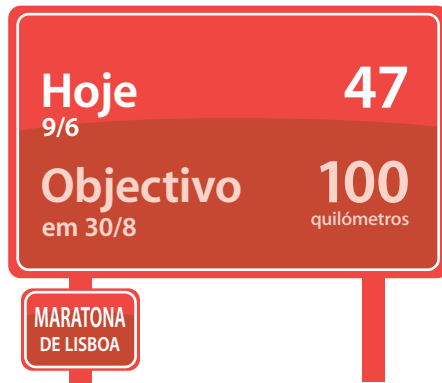 Hoje 47
9/6
Objectivo 100
em 30/8 quilómetros
MARATONA
DE LISBOA